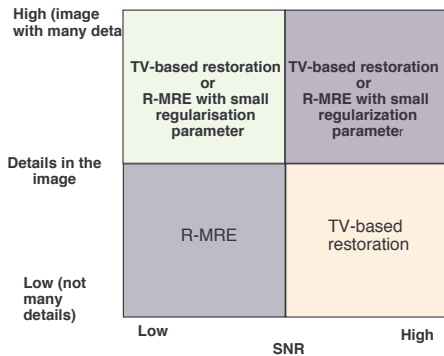 High (image
with many deta
TV-based restoration
or
R-MRE with small
regularisation
parameter
TV-based restoration
or
R-MRE with small
regularization
parameter
Details in the
image
R-MRE
TV-based
restoration
Low (not
many
details)
Low
High
SNR